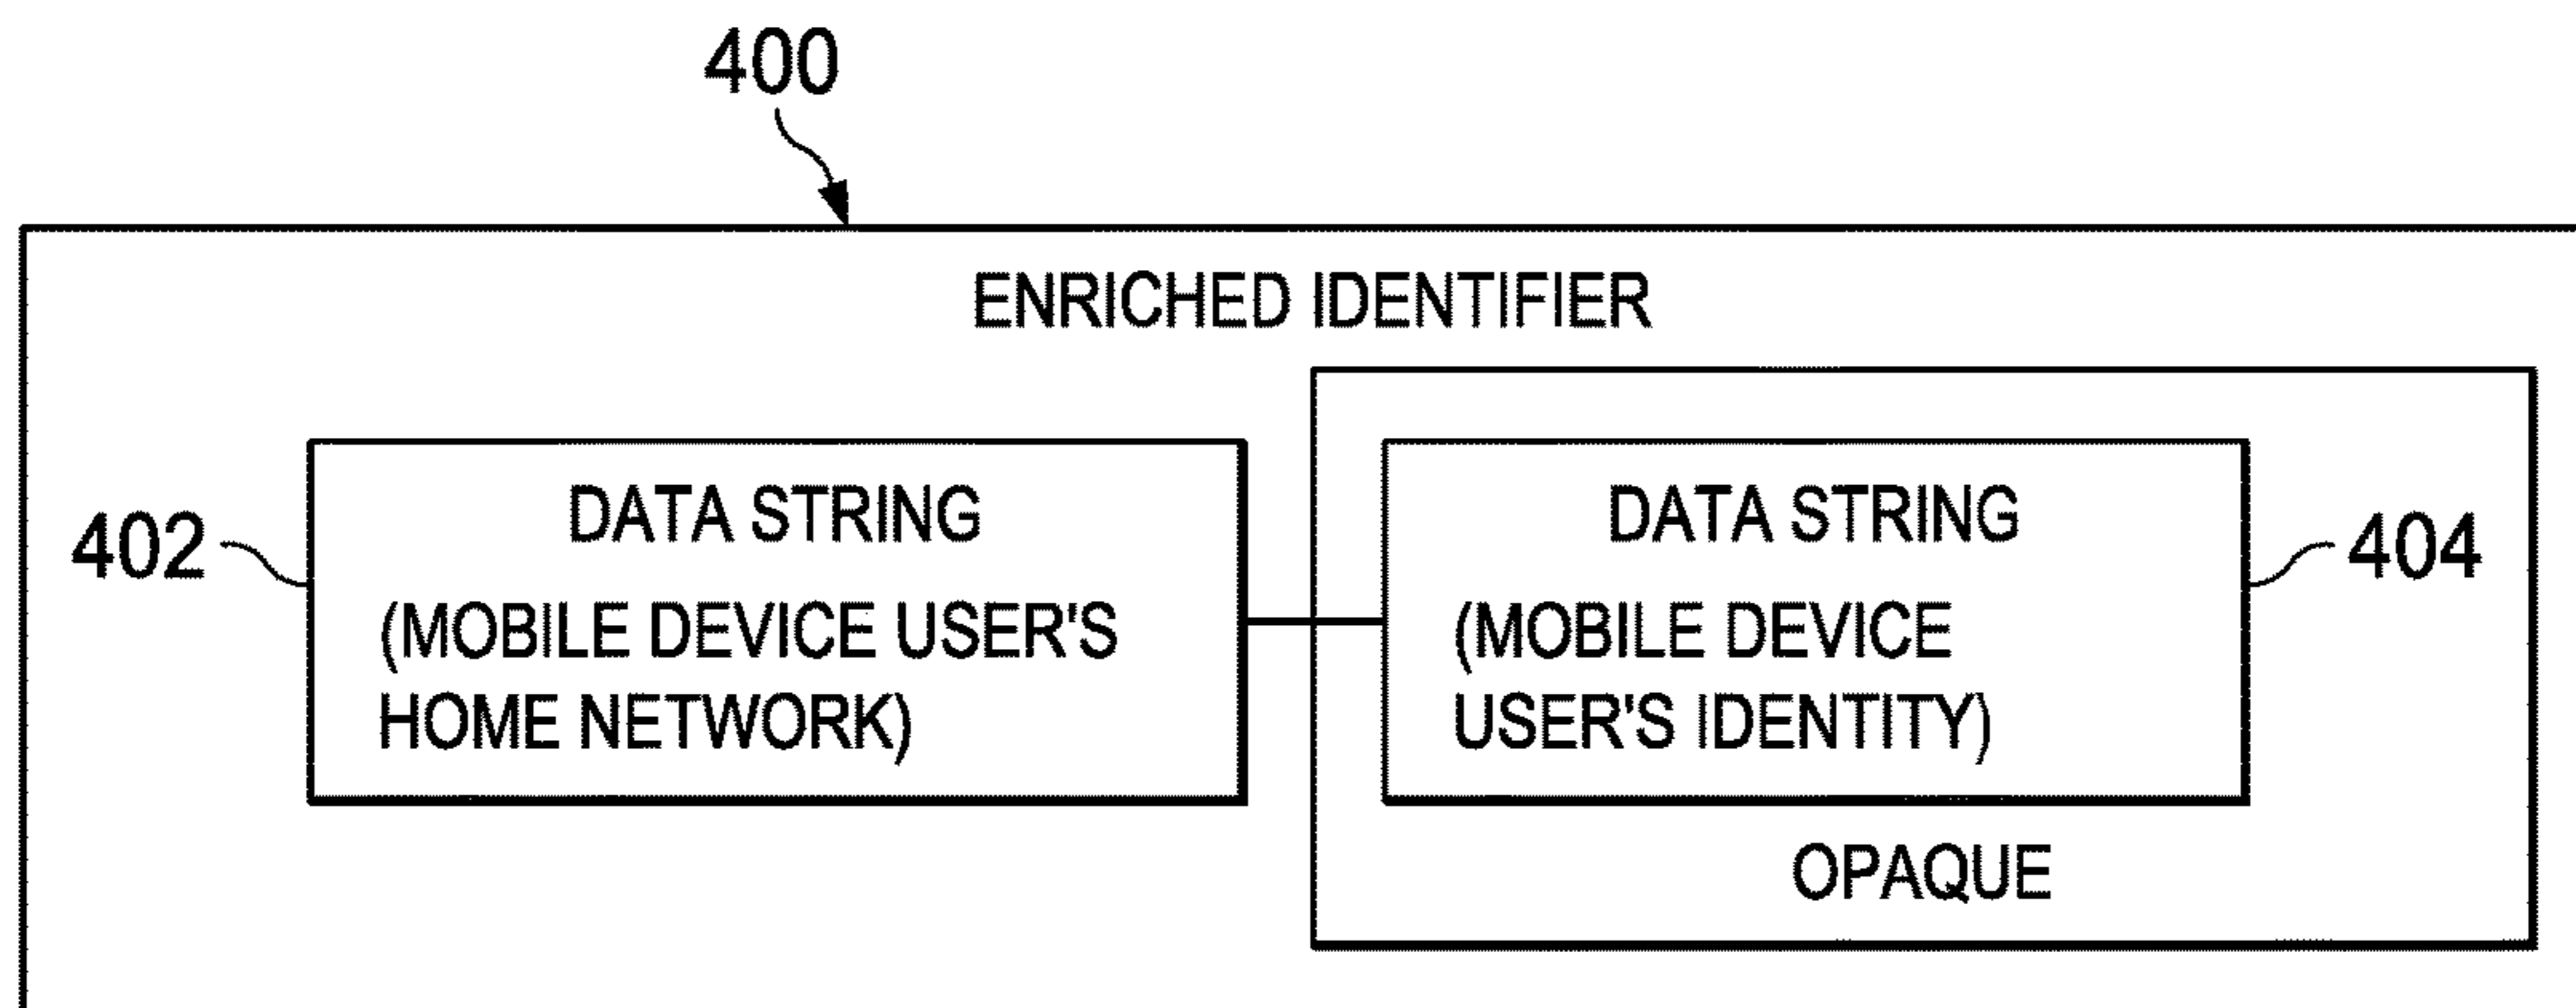 400
ENRICHED IDENTIFIER
402
DATA STRING
(MOBILE DEVICE USER'S
HOME NETWORK)
DATA STRING
(MOBILE DEVICE
USER'S IDENTITY)
404
OPAQUE